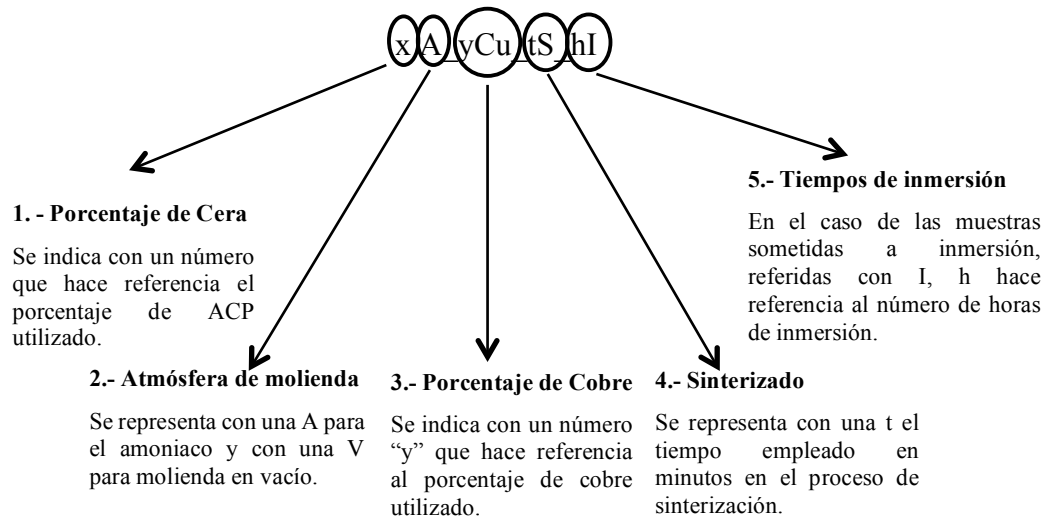 xA_yCu_tS_hI
1. - Porcentaje de Cera
Se indica con un número
que hace referencia el
porcentaje de ACP
utilizado.
2.- Atmósfera de molienda
Se representa con una A para
el amoniaco y con una V
para molienda en vacío.
3.- Porcentaje de Cobre
Se indica con un número
“y” que hace referencia
al porcentaje de cobre
utilizado.
4.- Sinterizado
Se representa con una t el
tiempo empleado en
minutos en el proceso de
sinterización.
5.- Tiempos de inmersión
En el caso de las muestras
sometidas a inmersión,
referidas con I, h hace
referencia al número de horas
de inmersión.